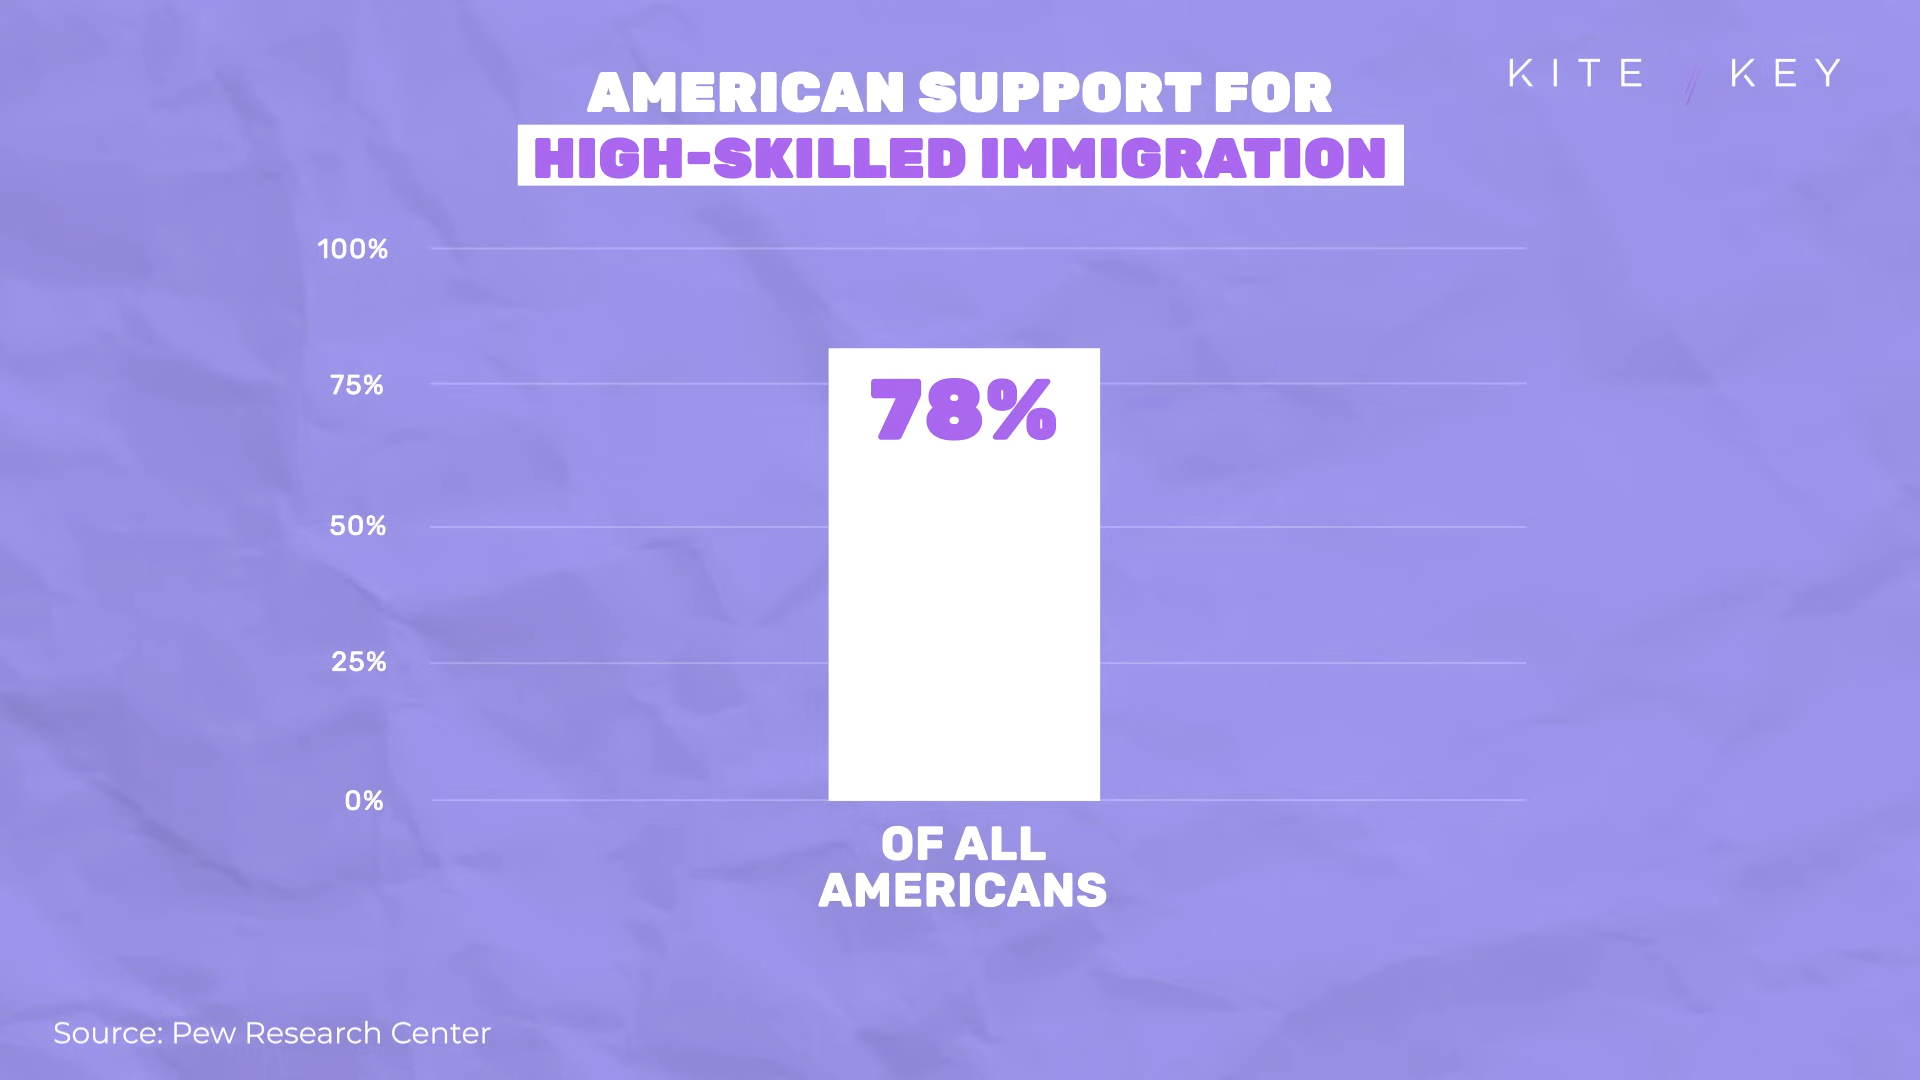 AMERICAN SUPPORT FOR
HIGH-SKILLED IMMIGRATION
KITE KEY
100%
75%
50%
25%
0%
78%
OF ALL
AMERICANS
Source: Pew Research Center